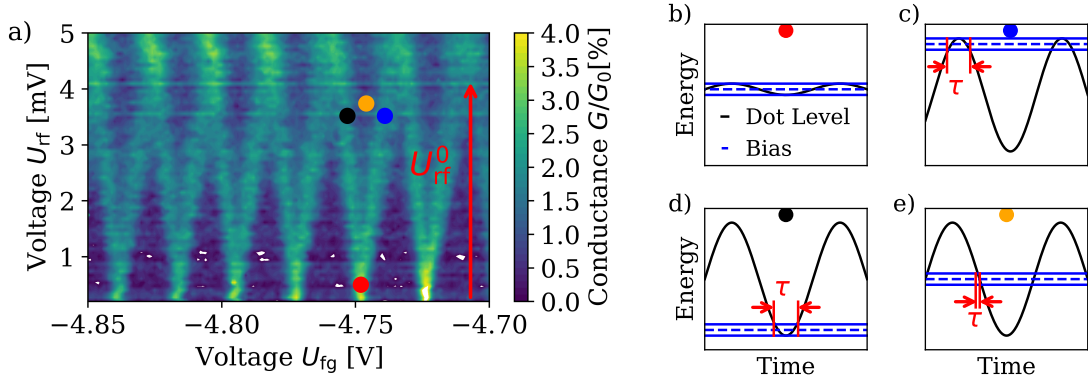 a)
Voltage U_rf [mV]
5
4
3
2
1
−4.85
−4.80
−4.75
−4.70
Voltage U_fg [V]
U_rf^0
4.0
3.5
3.0
2.5
2.0
1.5
1.0
0.5
0.0
Conductance G/G_0[%]
b)
Energy
Dot Level
Bias
c)
τ
d)
Energy
τ
Time
e)
τ
Time